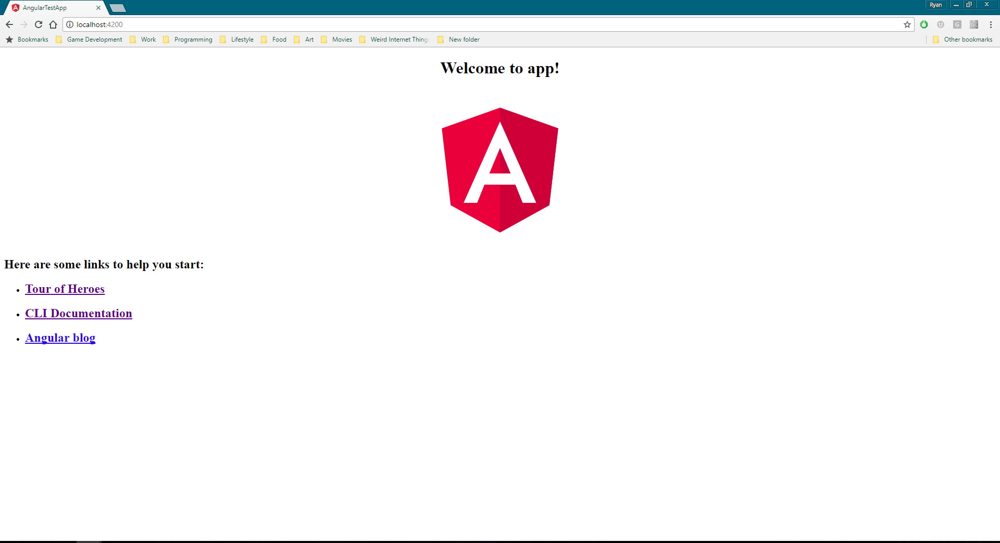 AngularTestApp
Ryan
localhost:4200
Bookmarks Game Development Work Programming Lifestyle Food Art Movies Weird Internet Things New folder Other bookmarks
Welcome to app!
A
Here are some links to help you start:
Tour of Heroes
CLI Documentation
Angular blog